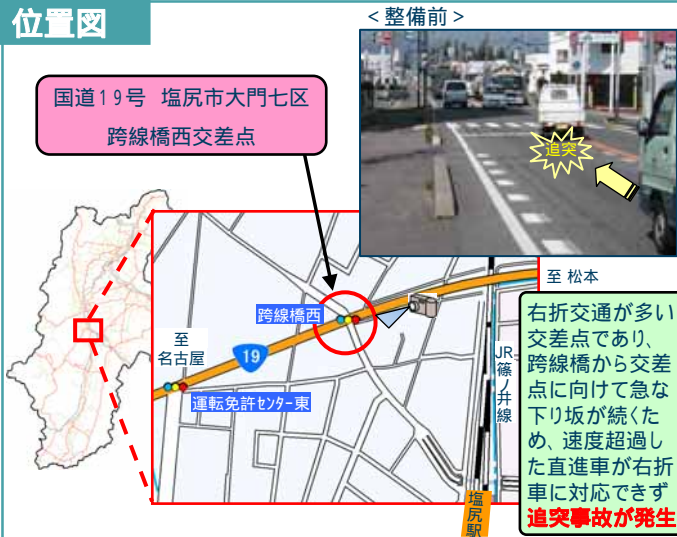 位置図
<整備前>
国道19号 塩尻市大門七区
跨線橋西交差点
追突
至 松本
跨線橋西
至
名古屋
19
運転免許センター東
JR篠ノ井線
塩尻駅
右折交通が多い
交差点であり、
跨線橋から交差
点に向けて急な
下り坂が続くた
め、速度超過し
た直進車が右折
車に対応できず
追突事故が発生